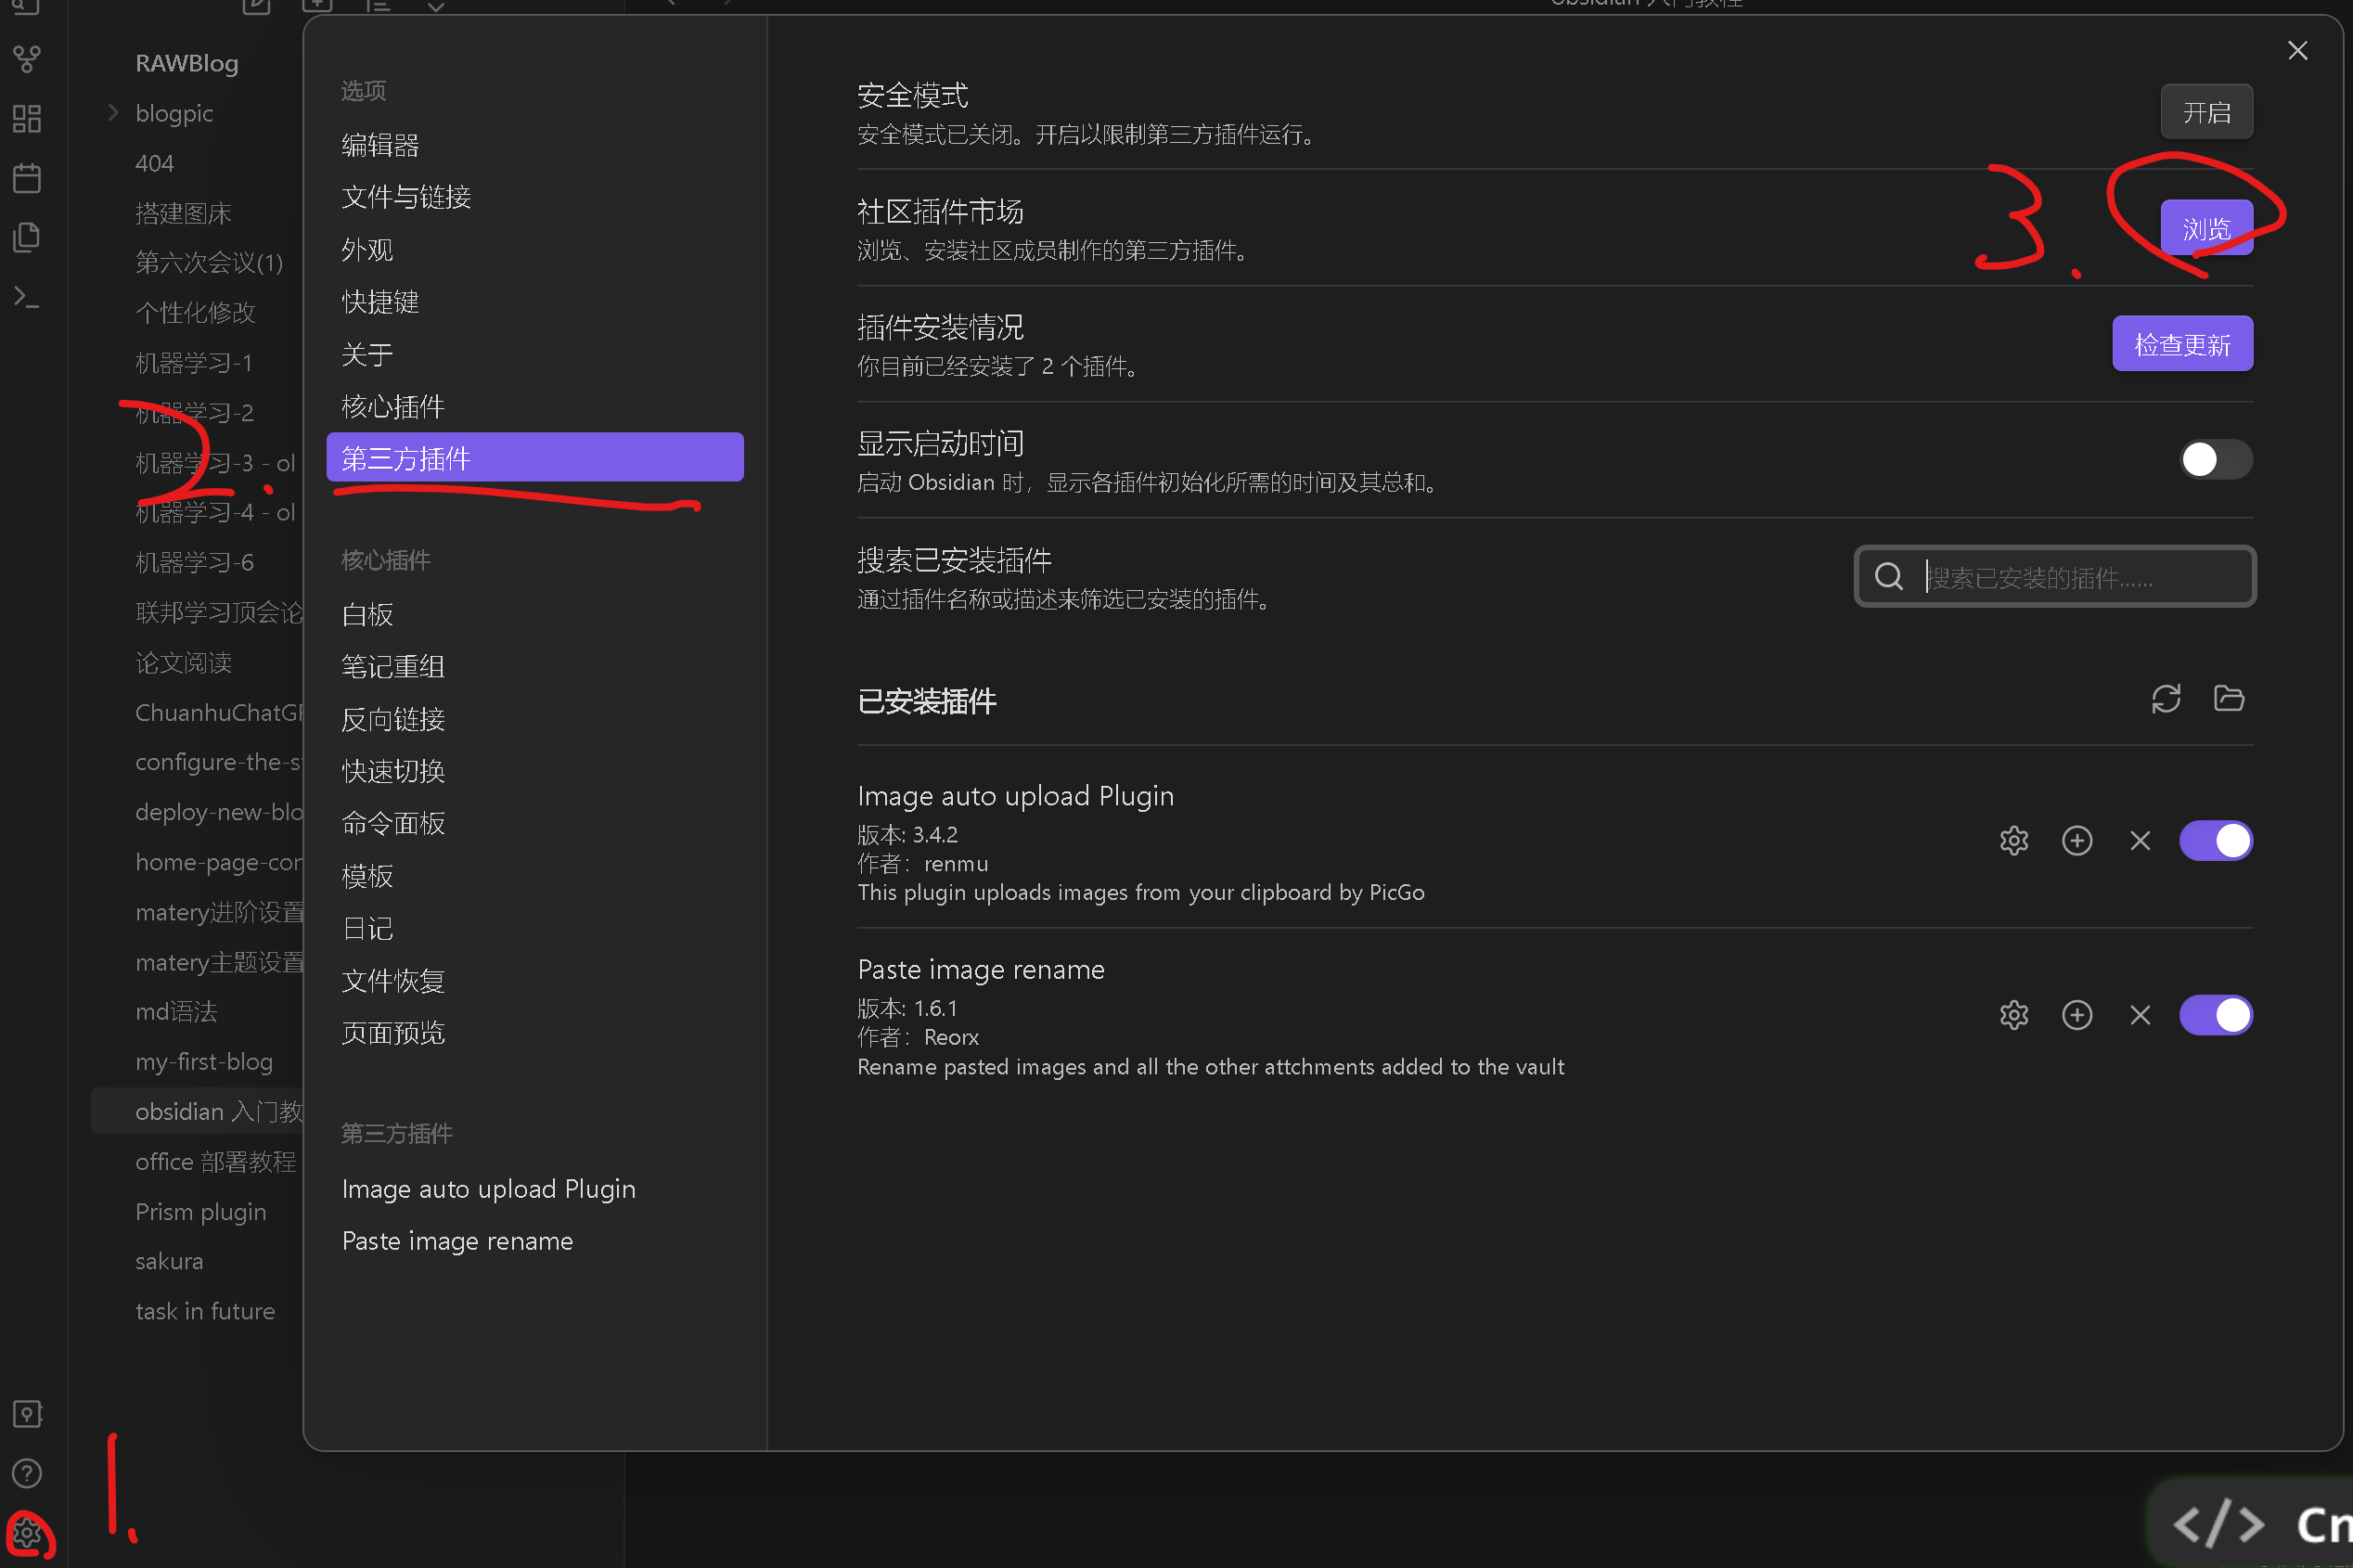 RAWBlog
blogpic
404
搭建图床
第六次会议(1)
个性化修改
机器学习-1
机器学习-2
机器学习-3 - ol
机器学习-4 - ol
机器学习-6
联邦学习顶会论
论文阅读
ChuanhuChatGP
configure-the-s
deploy-new-blo
home-page-con
matery进阶设置
matery主题设置
md语法
my-first-blog
obsidian 入门教
office 部署教程
Prism plugin
sakura
task in future
1.
2.
选项
编辑器
文件与链接
外观
快捷键
关于
核心插件
第三方插件
核心插件
白板
笔记重组
反向链接
快速切换
命令面板
模板
日记
文件恢复
页面预览
第三方插件
Image auto upload Plugin
Paste image rename
obsidian 入门教程
安全模式
安全模式已关闭。开启以限制第三方插件运行。
开启
社区插件市场
浏览、安装社区成员制作的第三方插件。
3.
浏览
插件安装情况
你目前已经安装了 2 个插件。
检查更新
显示启动时间
启动 Obsidian 时，显示各插件初始化所需的时间及其总和。
搜索已安装插件
通过插件名称或描述来筛选已安装的插件。
搜索已安装的插件......
已安装插件
Image auto upload Plugin
版本: 3.4.2
作者：renmu
This plugin uploads images from your clipboard by PicGo
Paste image rename
版本: 1.6.1
作者：Reorx
Rename pasted images and all the other attchments added to the vault
</> Cn